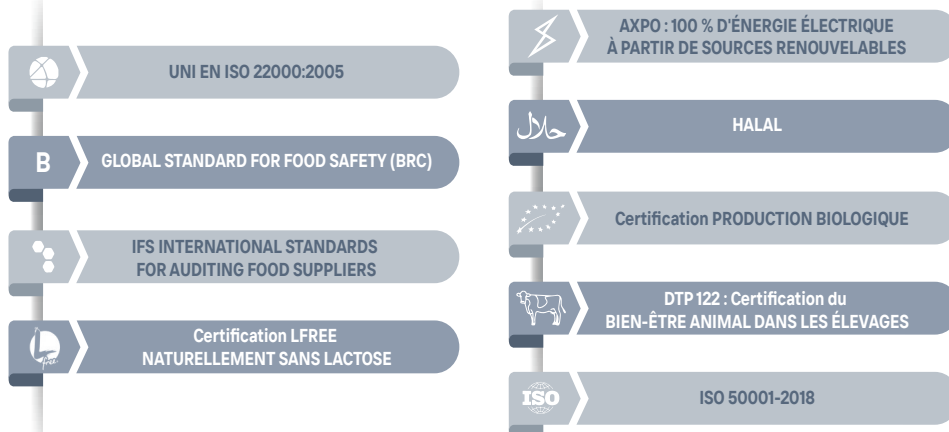 UNI EN ISO 22000:2005
B
GLOBAL STANDARD FOR FOOD SAFETY (BRC)
IFS INTERNATIONAL STANDARDS
FOR AUDITING FOOD SUPPLIERS
L
free
Certification LFREE
NATURELLEMENT SANS LACTOSE
AXPO : 100 % D'ÉNERGIE ÉLECTRIQUE
À PARTIR DE SOURCES RENOUVELABLES
حلال
HALAL
Certification PRODUCTION BIOLOGIQUE
DTP 122 : Certification du
BIEN-ÊTRE ANIMAL DANS LES ÉLEVAGES
ISO
ISO 50001-2018